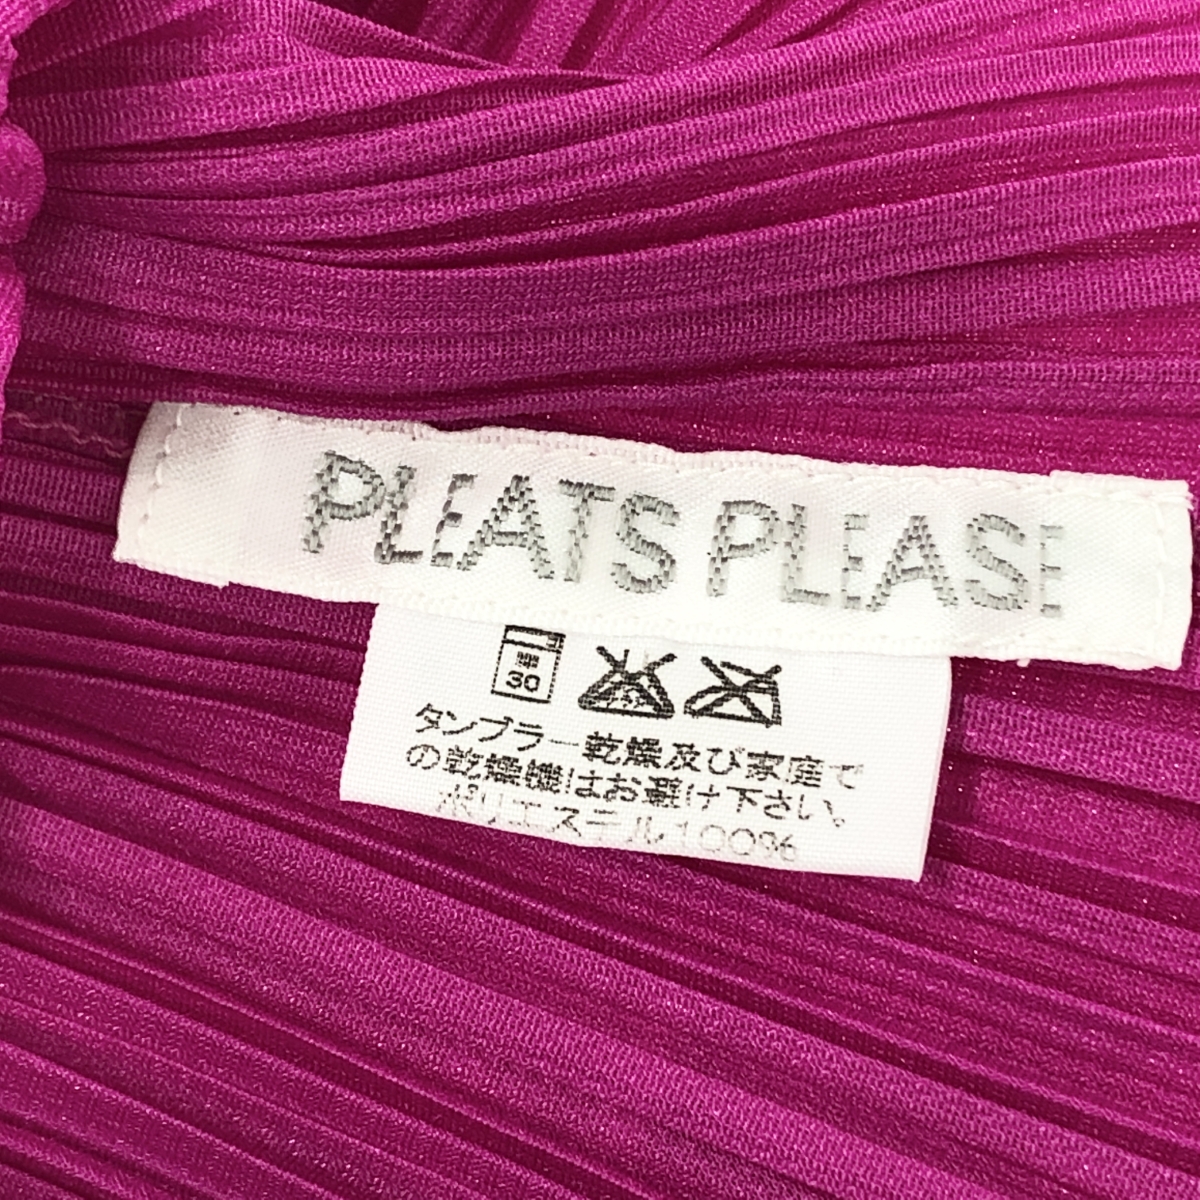 PLEATS PLEASE
弱
30
タンブラー乾燥及び家庭で
の乾燥機はお避け下さい。
ポリエステル100%